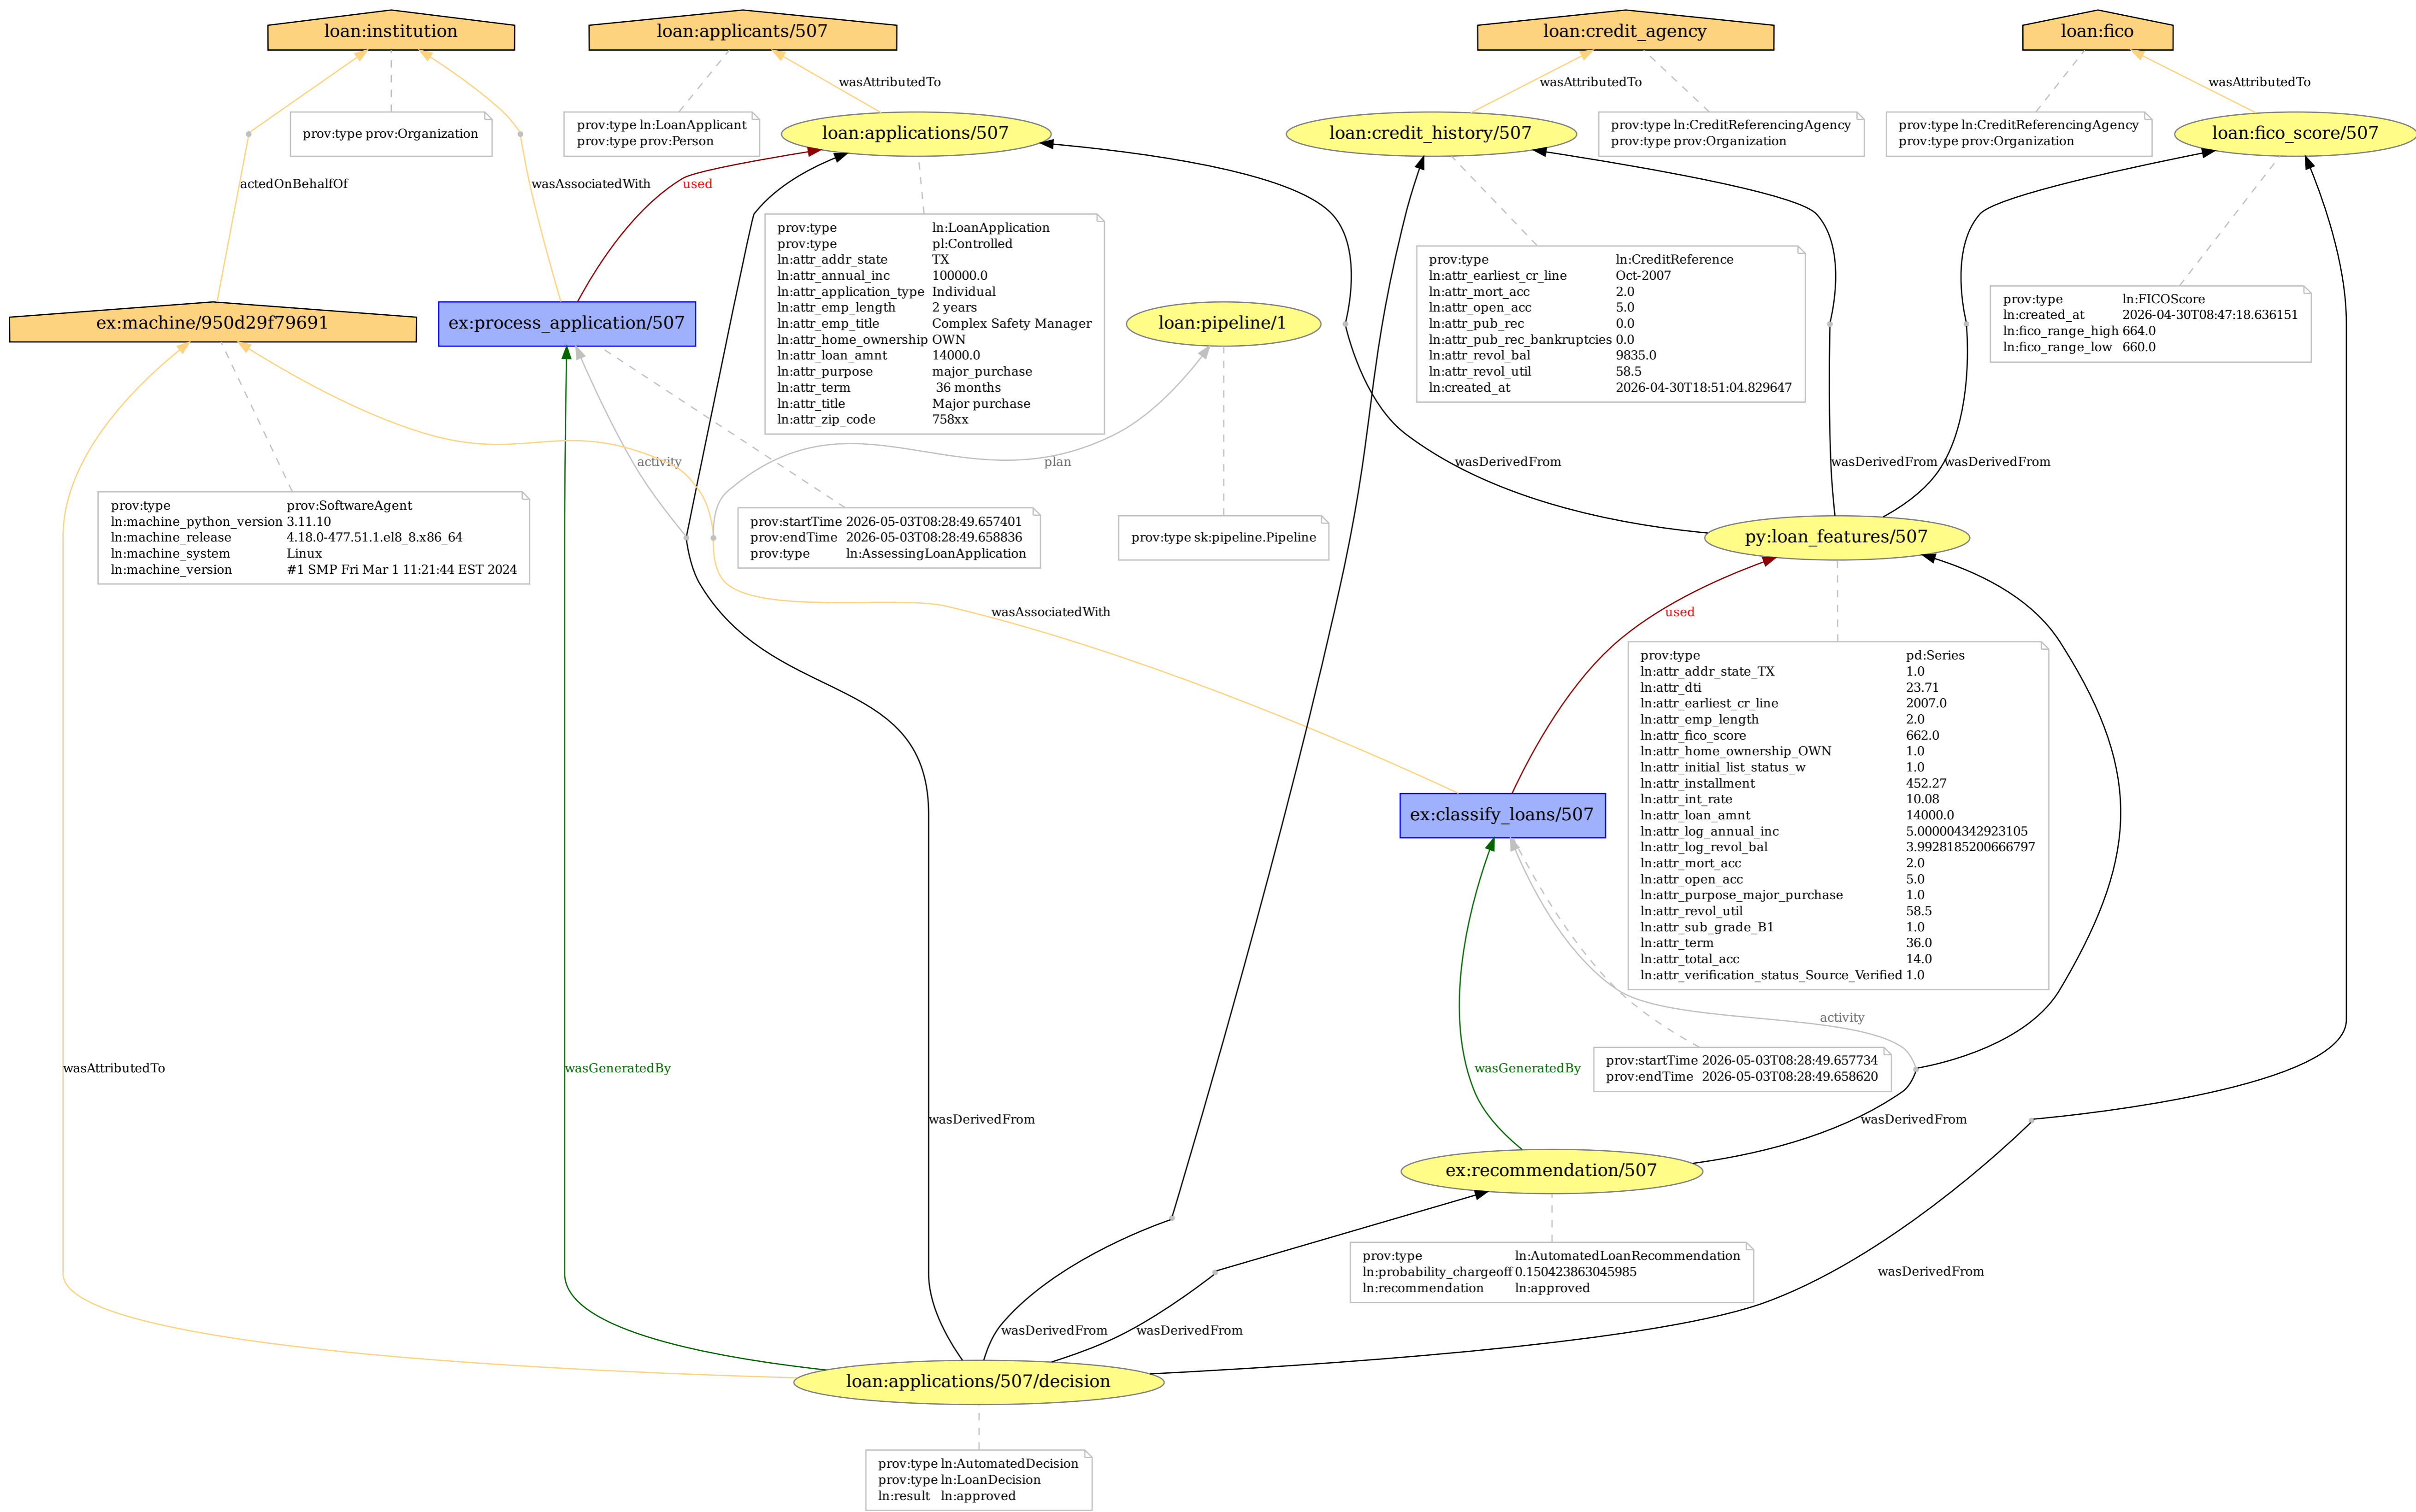 loan:institution
loan:applicants/507
loan:credit_agency
loan:fico
wasAttributedTo
wasAttributedTo
wasAttributedTo
prov:type prov:Organization
prov:type ln:LoanApplicant
prov:type prov:Person
loan:applications/507
loan:credit_history/507
prov:type ln:CreditReferencingAgency
prov:type prov:Organization
prov:type ln:CreditReferencingAgency
prov:type prov:Organization
loan:fico_score/507
actedOnBehalfOf
wasAssociatedWith
used
prov:type ln:LoanApplication
prov:type pl:Controlled
ln:attr_addr_state TX
ln:attr_annual_inc 100000.0
ln:attr_application_type Individual
ln:attr_emp_length 2 years
ln:attr_emp_title Complex Safety Manager
ln:attr_home_ownership OWN
ln:attr_loan_amnt 14000.0
ln:attr_purpose major_purchase
ln:attr_term 36 months
ln:attr_title Major purchase
ln:attr_zip_code 758xx
prov:type ln:CreditReference
ln:attr_earliest_cr_line Oct-2007
ln:attr_mort_acc 2.0
ln:attr_open_acc 5.0
ln:attr_pub_rec 0.0
ln:attr_pub_rec_bankruptcies 0.0
ln:attr_revol_bal 9835.0
ln:attr_revol_util 58.5
ln:created_at 2026-04-30T18:51:04.829647
prov:type ln:FICOScore
ln:created_at 2026-04-30T08:47:18.636151
ln:fico_range_high 664.0
ln:fico_range_low 660.0
ex:machine/950d29f79691
ex:process_application/507
loan:pipeline/1
activity
plan
wasDerivedFrom
wasDerivedFrom
wasDerivedFrom
prov:type prov:SoftwareAgent
ln:machine_python_version 3.11.10
ln:machine_release 4.18.0-477.51.1.el8_8.x86_64
ln:machine_system Linux
ln:machine_version #1 SMP Fri Mar 1 11:21:44 EST 2024
prov:startTime 2026-05-03T08:28:49.657401
prov:endTime 2026-05-03T08:28:49.658836
prov:type ln:AssessingLoanApplication
prov:type sk:pipeline.Pipeline
py:loan_features/507
wasAssociatedWith
used
prov:type pd:Series
ln:attr_addr_state_TX 1.0
ln:attr_dti 23.71
ln:attr_earliest_cr_line 2007.0
ln:attr_emp_length 2.0
ln:attr_fico_score 662.0
ln:attr_home_ownership_OWN 1.0
ln:attr_initial_list_status_w 1.0
ln:attr_installment 452.27
ln:attr_int_rate 10.08
ln:attr_loan_amnt 14000.0
ln:attr_log_annual_inc 5.000004342923105
ln:attr_log_revol_bal 3.9928185200666797
ln:attr_mort_acc 2.0
ln:attr_open_acc 5.0
ln:attr_purpose_major_purchase 1.0
ln:attr_revol_util 58.5
ln:attr_sub_grade_B1 1.0
ln:attr_term 36.0
ln:attr_total_acc 14.0
ln:attr_verification_status_Source_Verified 1.0
ex:classify_loans/507
activity
wasAttributedTo
wasGeneratedBy
wasGeneratedBy
prov:startTime 2026-05-03T08:28:49.657734
prov:endTime 2026-05-03T08:28:49.658620
wasDerivedFrom
wasDerivedFrom
ex:recommendation/507
prov:type ln:AutomatedLoanRecommendation
ln:probability_chargeoff 0.150423863045985
ln:recommendation ln:approved
wasDerivedFrom
wasDerivedFrom
wasDerivedFrom
loan:applications/507/decision
prov:type ln:AutomatedDecision
prov:type ln:LoanDecision
ln:result ln:approved